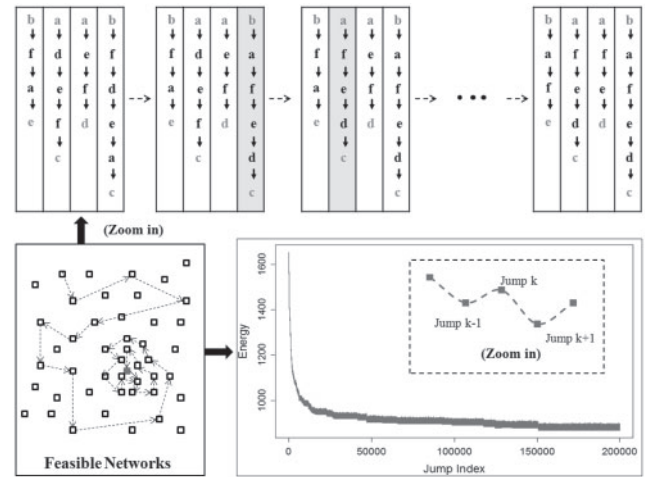 b a a b b a a b b a a b b a a b
f d e f f d e a f f e a a f e a
a e f d a e f f a e f f f e f f
e f d e e f d e e d d e e d d e
c a c d c d c d
c c c c
...
(Zoom in)
Feasible Networks
Energy
1600
1400
1200
1000
Jump k
Jump k-1
Jump k+1
(Zoom in)
0 50000 100000 150000 200000
Jump Index